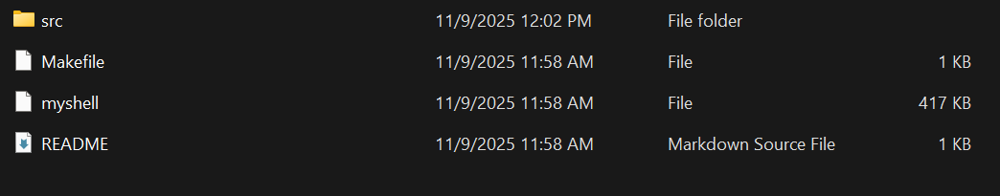 src 11/9/2025 12:02 PM File folder
Makefile 11/9/2025 11:58 AM File 1 KB
myshell 11/9/2025 11:58 AM File 417 KB
README 11/9/2025 11:58 AM Markdown Source File 1 KB